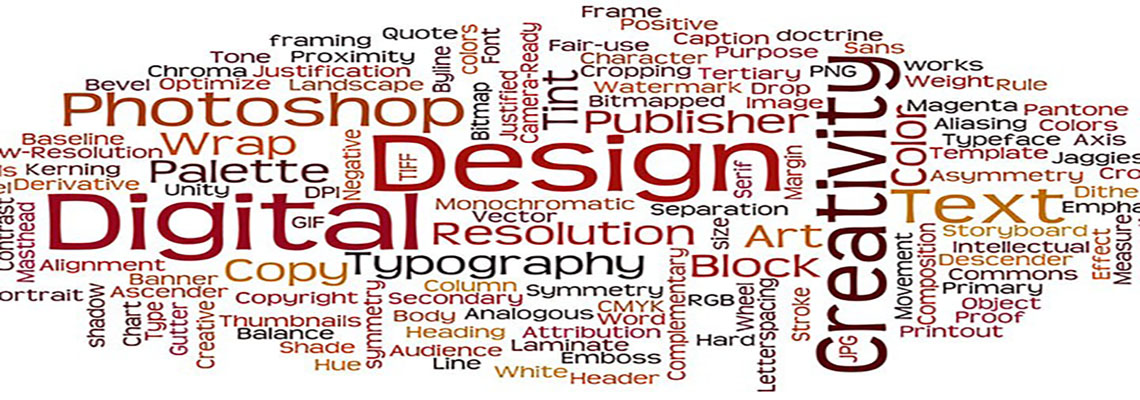 Frame
Positive
Quote
framing
colors
Font
Caption
doctrine
Tone
Proximity
Byline
Fair-use
Purpose
Sans
Chroma
Justification
Character
works
Bevel
Optimize
Landscape
Cropping
Tertiary
PNG
Weight
Rule
Watermark
Drop
Photoshop
Bitmap
Justified
Camera-Ready
Tint
Bitmapped
Image
Creativity
Magenta
Pantone
Publisher
Color
Aliasing
Colors
Baseline
Wrap
Negative
TIFF
Design
Typeface
Axis
w-Resolution
Template
Jaggies
Kerning
Palette
Serif
Margin
Asymmetry
Cro
Derivative
Unity
DPI
Dithe
Contrast
Masthead
Digital
GIF
Monochromatic
Separation
Text
Empha
Vector
size
Measure
Resolution
Art
Storyboard
Effect
Movement
Composition
Intellectual
Alignment
Copy
Typography
Block
Descender
Banner
Commons
ortrait
Ascender
Column
symmetry
Complementary
Primary
shadow
Chart
Type
Gutter
Creative
Copyright
symmetry
Secondary
RGB
Wheel
Letterspacing
Stroke
Object
CMYK
Thumbnails
Body
Analogous
Word
Proof
Balance
Heading
Attribution
Hard
Printout
Shade
Audience
Laminate
JPG
Hue
Line
Emboss
White
Header